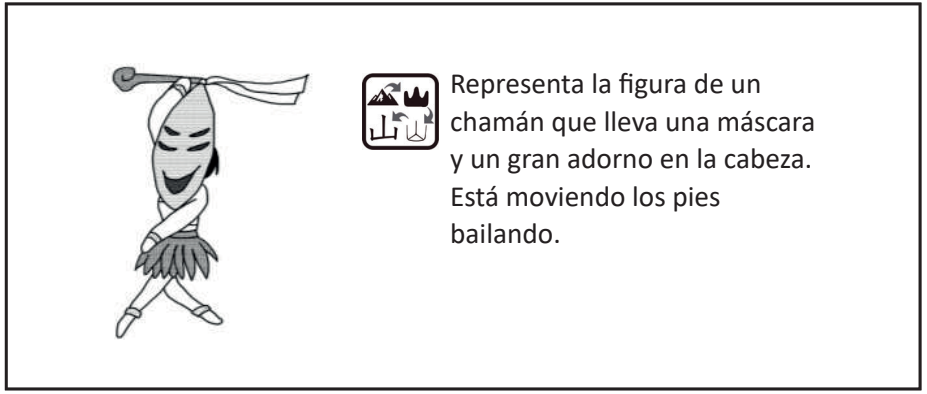 Representa la figura de un
chamán que lleva una máscara
y un gran adorno en la cabeza.
Está moviendo los pies
bailando.
山